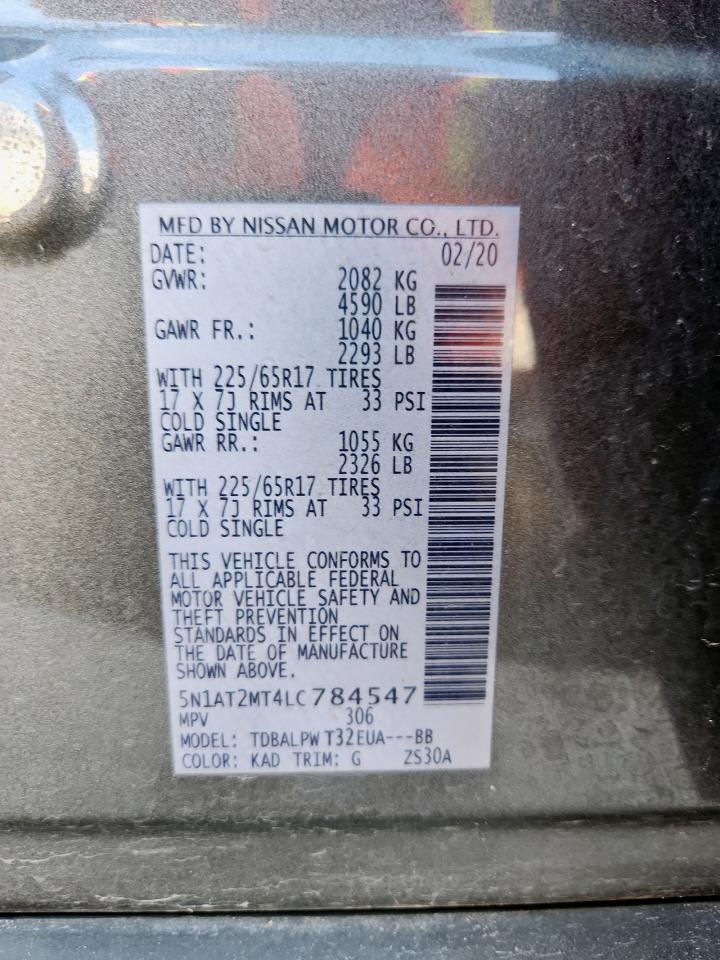 MFD BY NISSAN MOTOR CO., LTD.
DATE: 02/20
GVWR: 2082 KG
4590 LB
GAWR FR.: 1040 KG
2293 LB
WITH 225/65R17 TIRES
17 X 7J RIMS AT 33 PSI
COLD SINGLE
GAWR RR.: 1055 KG
2326 LB
WITH 225/65R17 TIRES
17 X 7J RIMS AT 33 PSI
COLD SINGLE
THIS VEHICLE CONFORMS TO
ALL APPLICABLE FEDERAL
MOTOR VEHICLE SAFETY AND
THEFT PREVENTION
STANDARDS IN EFFECT ON
THE DATE OF MANUFACTURE
SHOWN ABOVE.
5N1AT2MT4LC784547
MPV 306
MODEL: TDBALPWT32EUA---BB
COLOR: KAD TRIM: G ZS30A